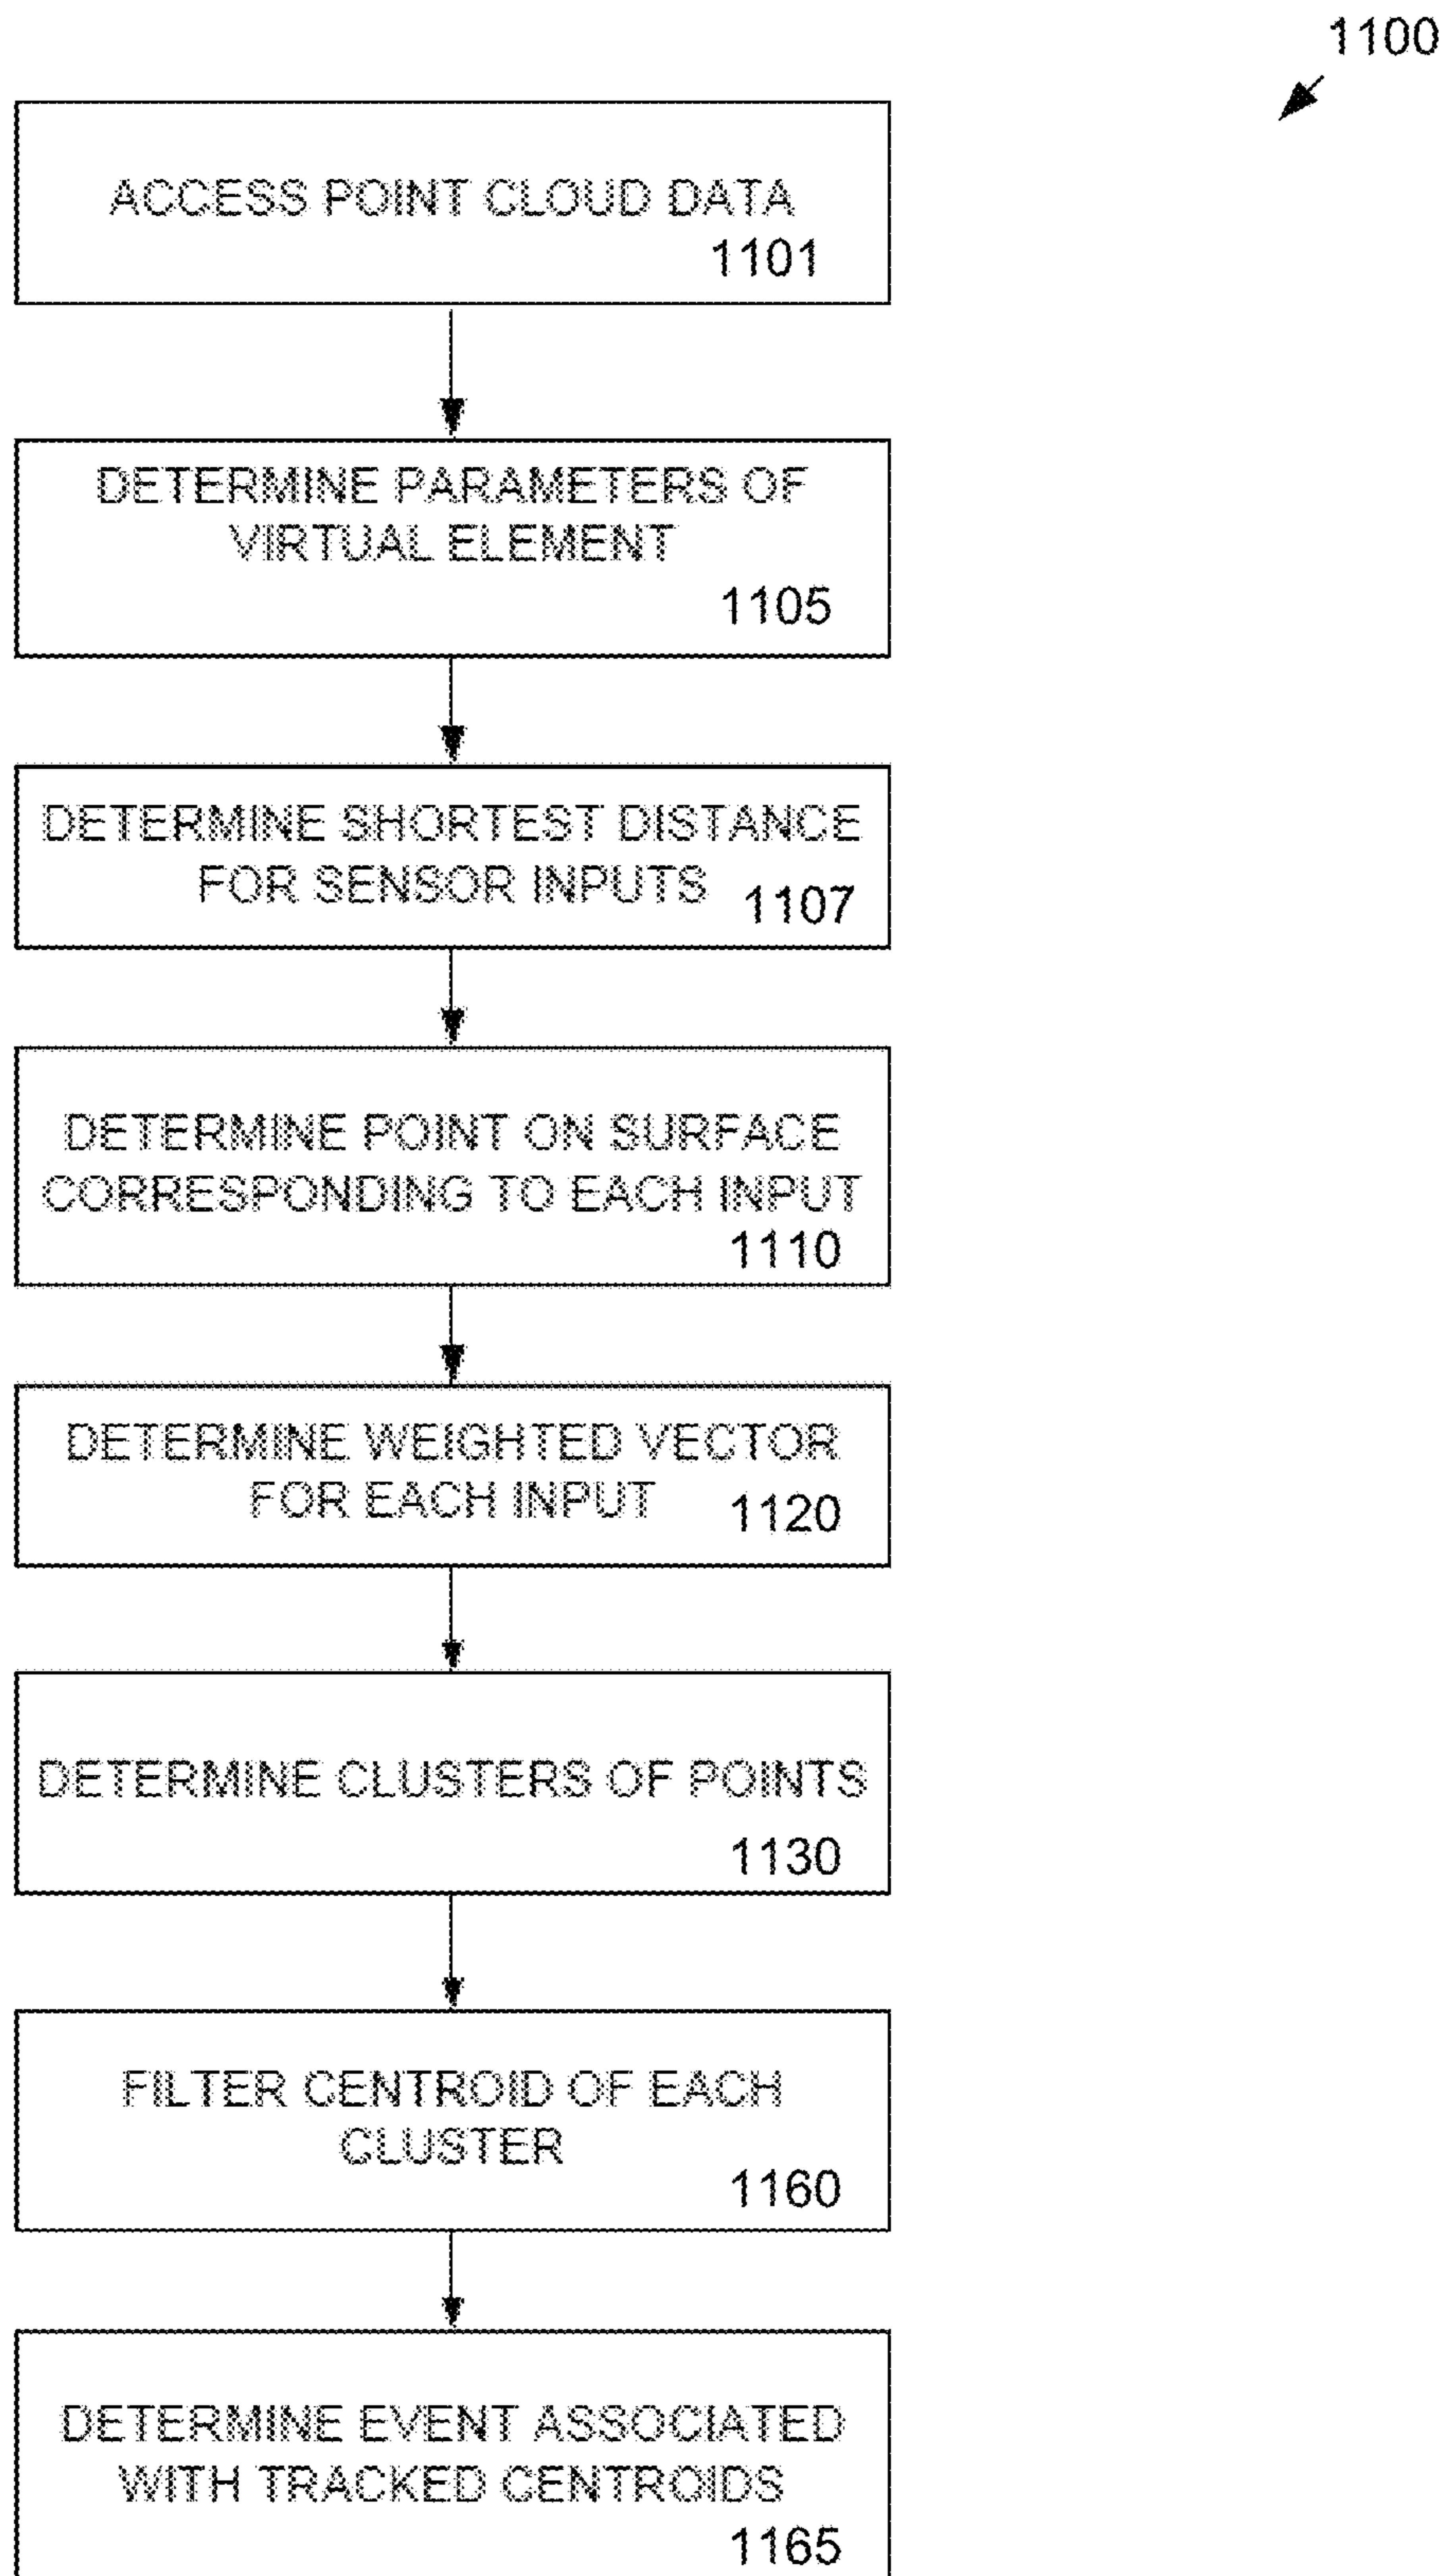 1100
ACCESS POINT CLOUD DATA
1101
DETERMINE PARAMETERS OF
VIRTUAL ELEMENT
1105
DETERMINE SHORTEST DISTANCE
FOR SENSOR INPUTS
1107
DETERMINE POINT ON SURFACE
CORRESPONDING TO EACH INPUT
1110
DETERMINE WEIGHTED VECTOR
FOR EACH INPUT
1120
DETERMINE CLUSTERS OF POINTS
1130
FILTER CENTROID OF EACH
CLUSTER
1160
DETERMINE EVENT ASSOCIATED
WITH TRACKED CENTROIDS
1165